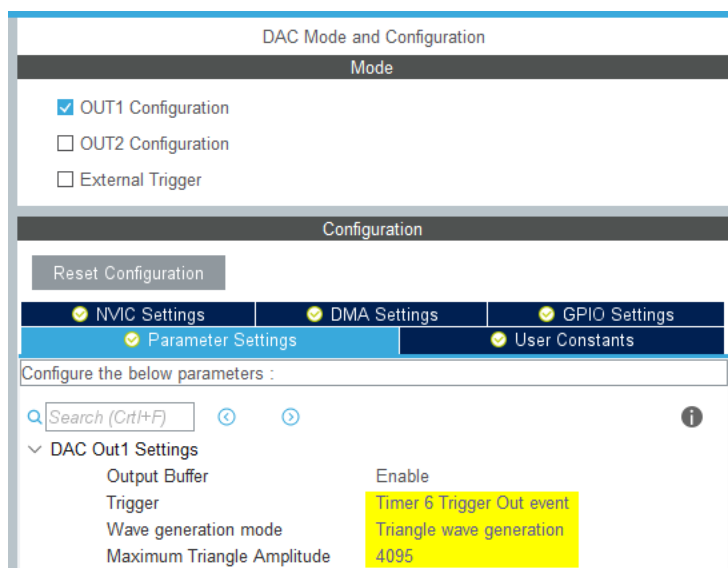 DAC Mode and Configuration
Mode
OUT1 Configuration
OUT2 Configuration
External Trigger
Configuration
Reset Configuration
NVIC Settings DMA Settings GPIO Settings
Parameter Settings User Constants
Configure the below parameters :
Search (Crtl+F)
DAC Out1 Settings
Output Buffer Enable
Trigger Timer 6 Trigger Out event
Wave generation mode Triangle wave generation
Maximum Triangle Amplitude 4095